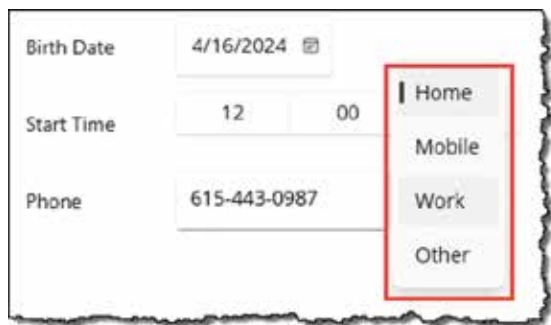 Birth Date 4/16/2024
Home
Start Time 12 00
Mobile
Phone 615-443-0987 Work
Other